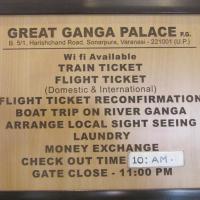 GREAT GANGA PALACE P.G.
B. 5/1, Harishchand Road, Sonarpura, Varanasi - 221001 (U.P.)
Wi fi Available
TRAIN TICKET
FLIGHT TICKET
(Domestic & International)
FLIGHT TICKET RECONFIRMATION
BOAT TRIP ON RIVER GANGA
ARRANGE LOCAL SIGHT SEEING
LAUNDRY
MONEY EXCHANGE
CHECK OUT TIME 10: AM.
GATE CLOSE - 11:00 PM